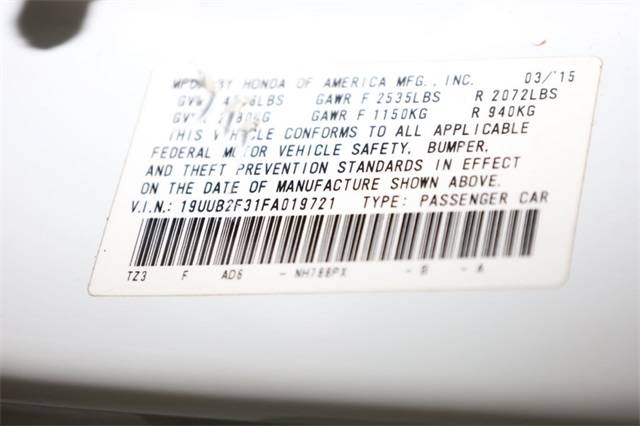 BY HONDA OF AMERICA MFG., INC. 03/'15
GAWR F 2535LBS R 2072LBS
GAWR F 1150KG R 940KG
THIS VEHICLE CONFORMS TO ALL APPLICABLE
FEDERAL MOTOR VEHICLE SAFETY, BUMPER,
AND THEFT PREVENTION STANDARDS IN EFFECT
ON THE DATE OF MANUFACTURE SHOWN ABOVE.
V.I.N.: 19UUB2F31FA019721 TYPE: PASSENGER CAR
TZ3 F AD6 - NH788PX - B - A